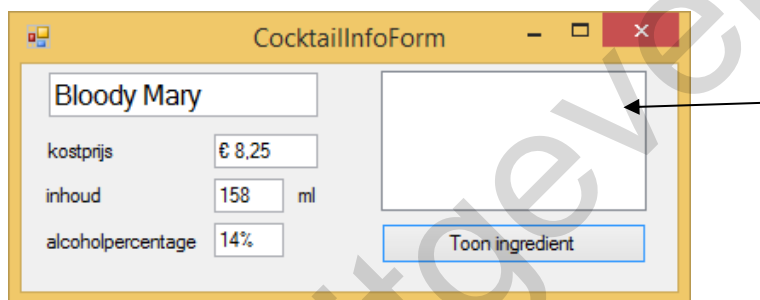 CocktailInfoForm
Bloody Mary
kostprijs € 8,25
inhoud 158 ml
alcoholpercentage 14%
Toon ingredient